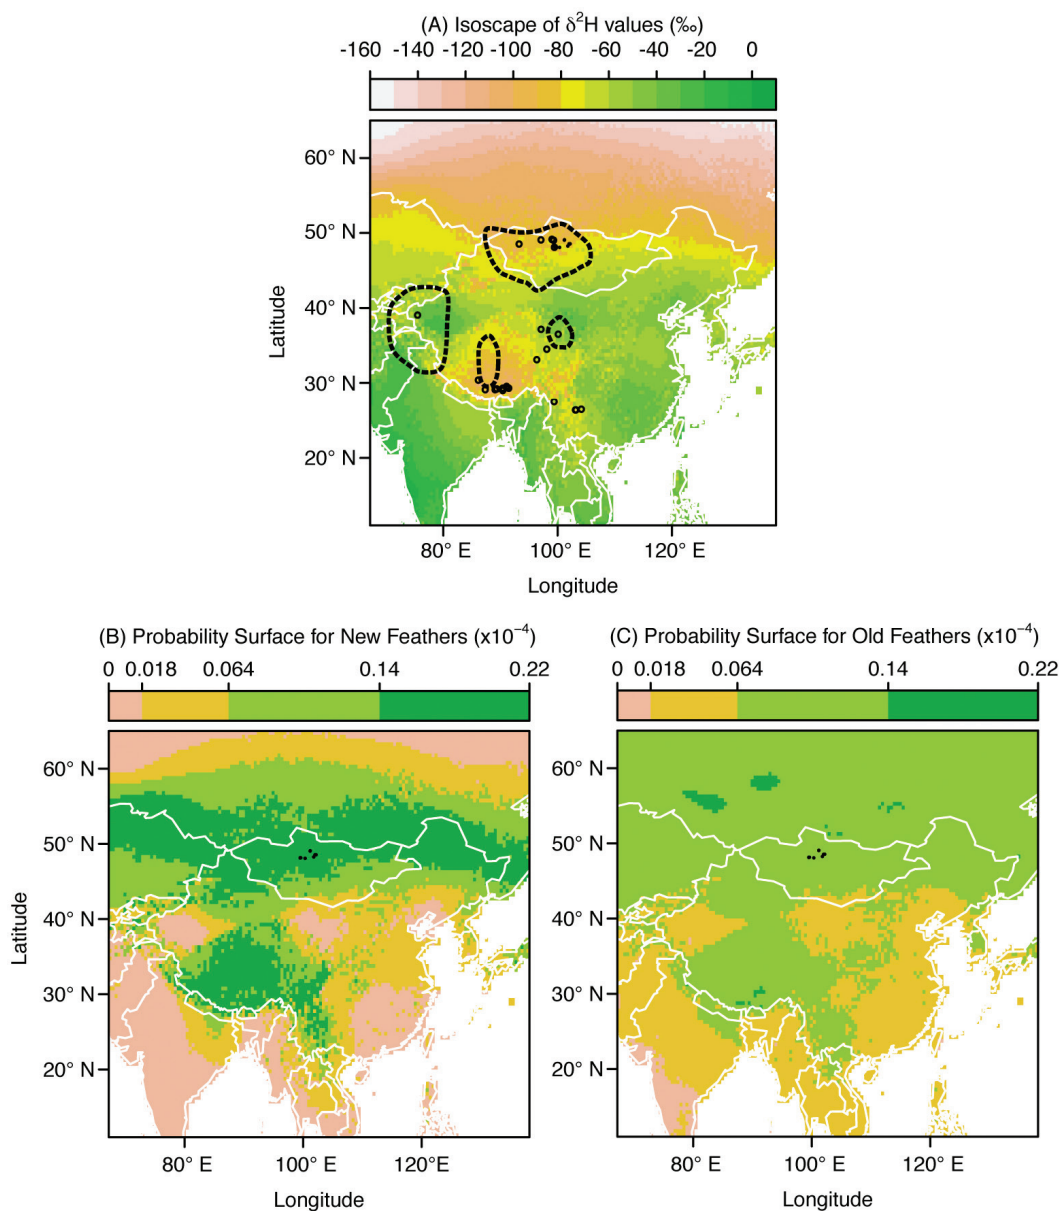 (A) Isoscape of δ²H values (‰)
-160 -140 -120 -100 -80 -60 -40 -20 0
60° N
50° N
40° N
30° N
20° N
Latitude
80° E 100° E 120° E
Longitude
(B) Probability Surface for New Feathers (x10⁻⁴)
0 0.018 0.064 0.14 0.22
60° N
50° N
40° N
30° N
20° N
Latitude
80° E 100° E 120°E
Longitude
(C) Probability Surface for Old Feathers (x10⁻⁴)
0 0.018 0.064 0.14 0.22
60° N
50° N
40° N
30° N
20° N
80° E 100° E 120° E
Longitude